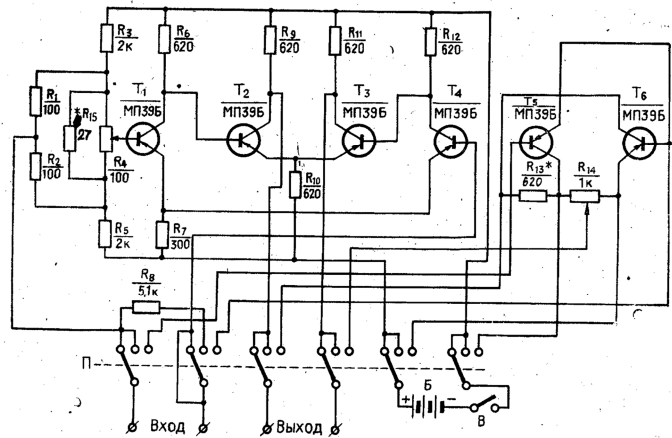 R3 2к
R6 620
R9 620
R11 620
R12 620
R1 100
* R15 27
T1 МП39Б
T2 МП39Б
T3 МП39Б
T4 МП39Б
T5 МП39Б
T6 МП39Б
R2 100
R4 100
R10 620
R13* 620
R14 1к
R5 2к
R7 300
R8 5,1к
П
+ Б −
В
Вход
Выход